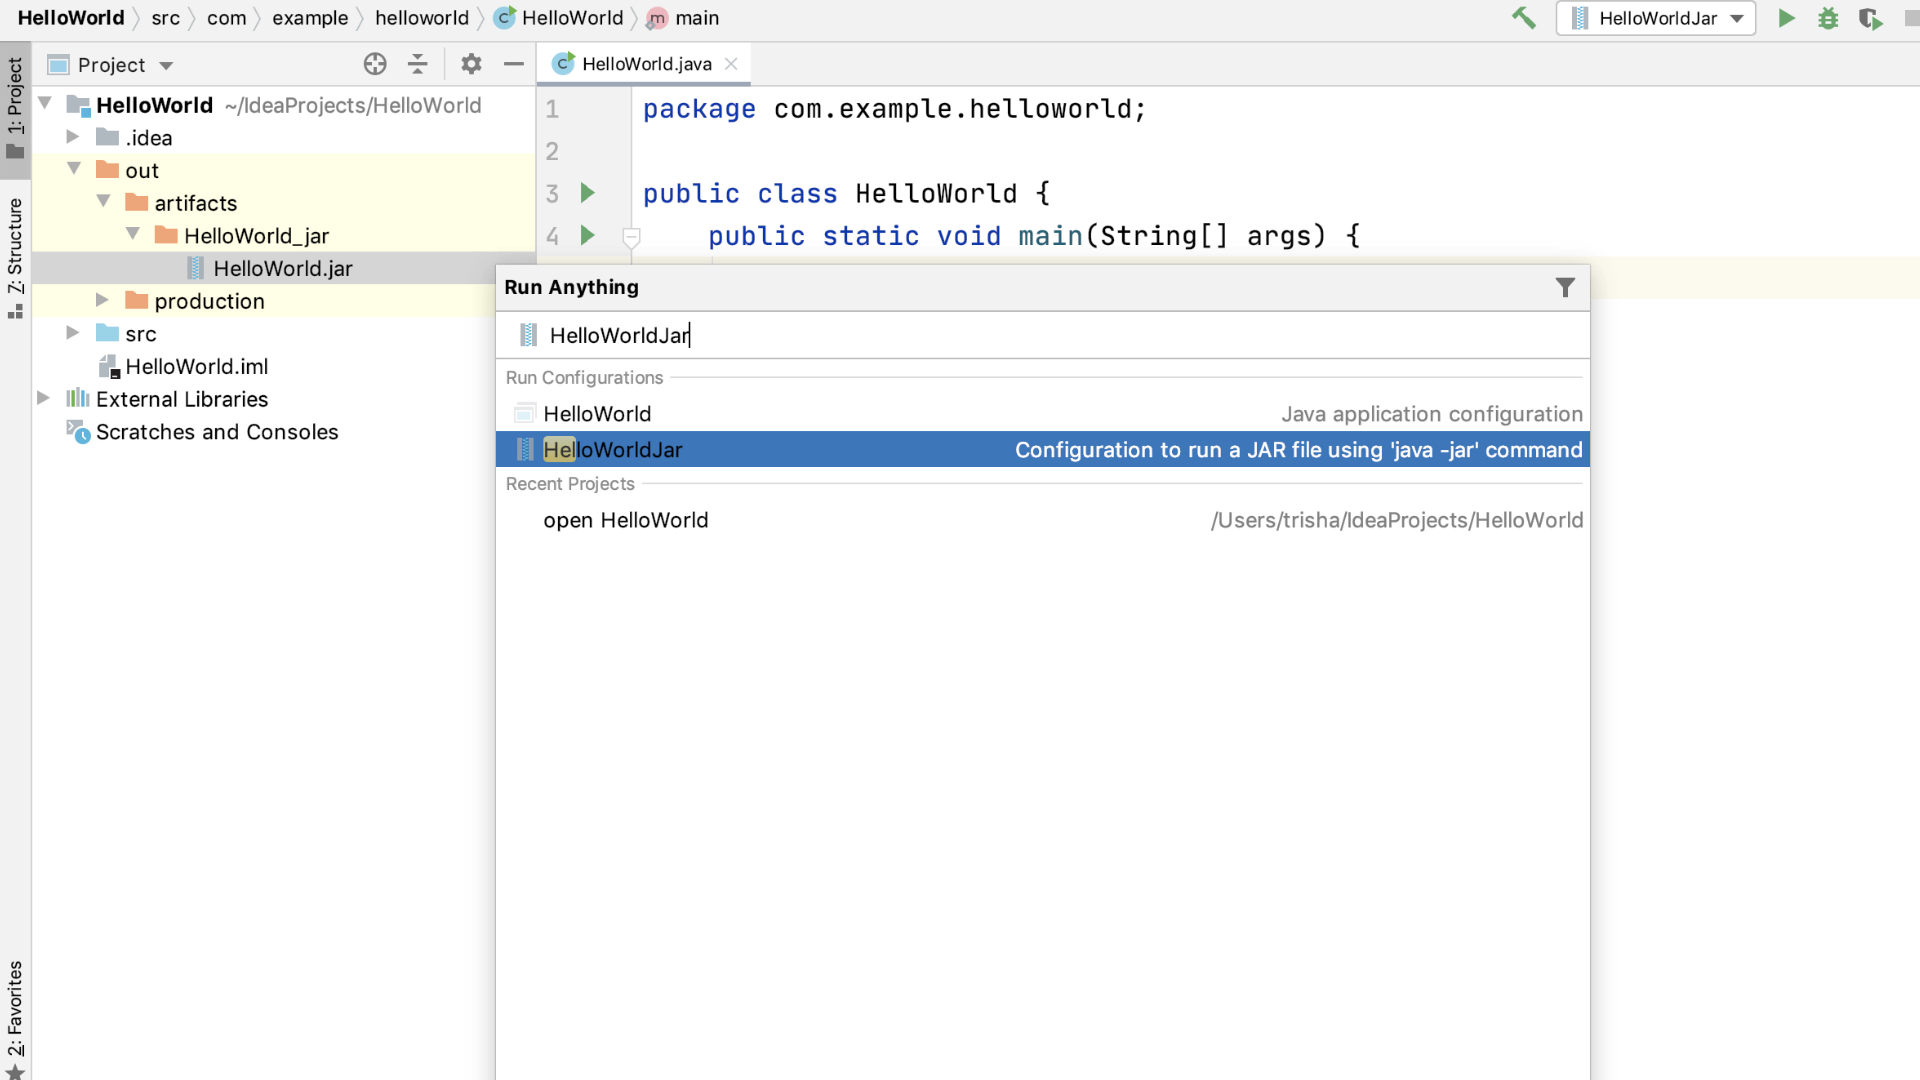 HelloWorld src com example helloworld HelloWorld main HelloWorldJar
1: Project
Z: Structure
2: Favorites
Project
HelloWorld ~/IdeaProjects/HelloWorld
.idea
out
artifacts
HelloWorld_jar
HelloWorld.jar
production
src
HelloWorld.iml
External Libraries
Scratches and Consoles
HelloWorld.java
1 package com.example.helloworld;
2
3 public class HelloWorld {
4 public static void main(String[] args) {
Run Anything
HelloWorldJar
Run Configurations
HelloWorld Java application configuration
HelloWorldJar Configuration to run a JAR file using 'java -jar' command
Recent Projects
open HelloWorld /Users/trisha/IdeaProjects/HelloWorld